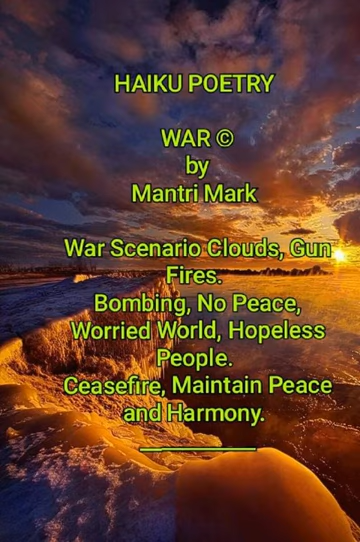 HAIKU POETRY
WAR ©
by
Mantri Mark
War Scenario Clouds, Gun
Fires.
Bombing, No Peace,
Worried World, Hopeless
People.
Ceasefire, Maintain Peace
and Harmony.